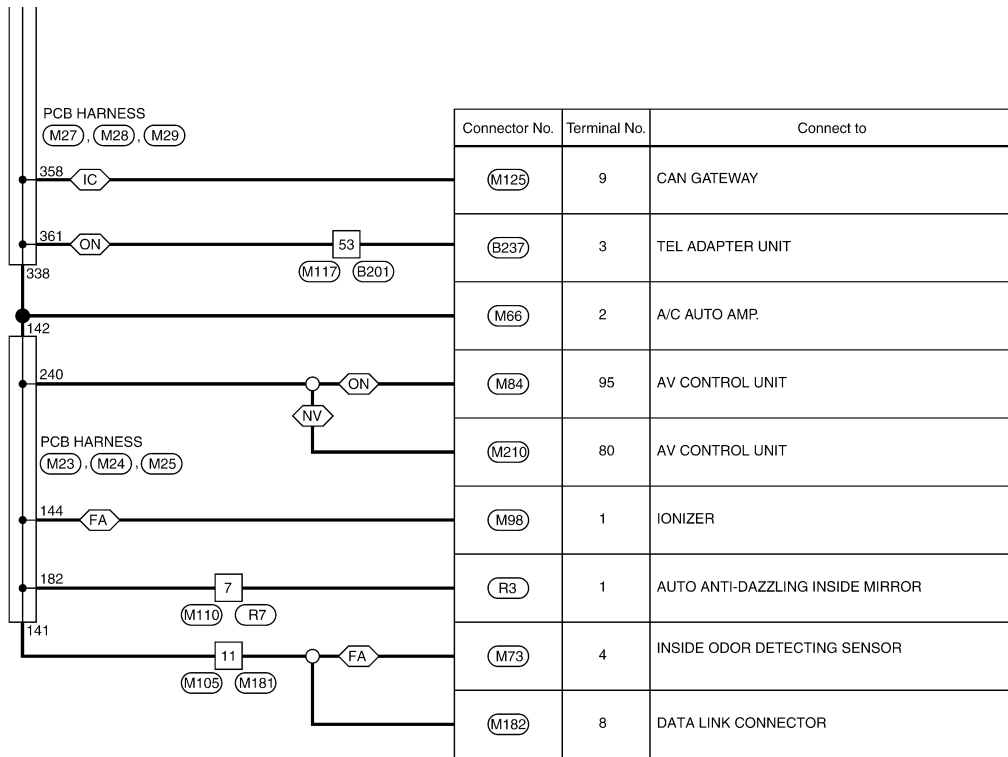 PCB HARNESS
M27 , M28 , M29
Connector No. Terminal No. Connect to
358 IC M125 9 CAN GATEWAY
361 ON 53 B237 3 TEL ADAPTER UNIT
M117 B201
338
M66 2 A/C AUTO AMP.
142
240 ON M84 95 AV CONTROL UNIT
NV
PCB HARNESS
M210 80 AV CONTROL UNIT
M23 , M24 , M25
144 FA M98 1 IONIZER
182 7 R3 1 AUTO ANTI-DAZZLING INSIDE MIRROR
M110 R7
141
11 FA M73 4 INSIDE ODOR DETECTING SENSOR
M105 M181
M182 8 DATA LINK CONNECTOR